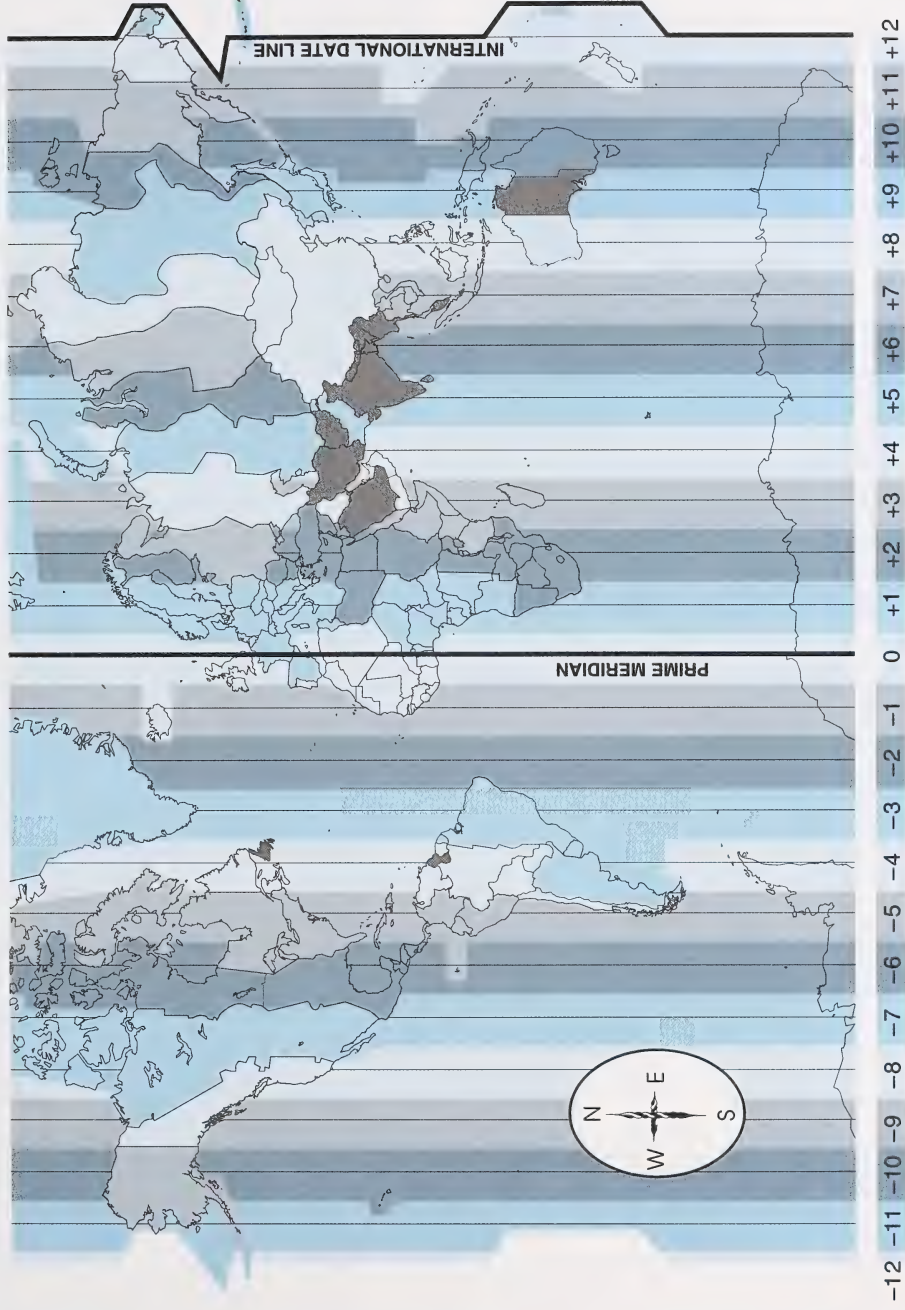 INTERNATIONAL DATE LINE
PRIME MERIDIAN
N
W E
S
−12 −11 −10 −9 −8 −7 −6 −5 −4 −3 −2 −1 0 +1 +2 +3 +4 +5 +6 +7 +8 +9 +10 +11 +12